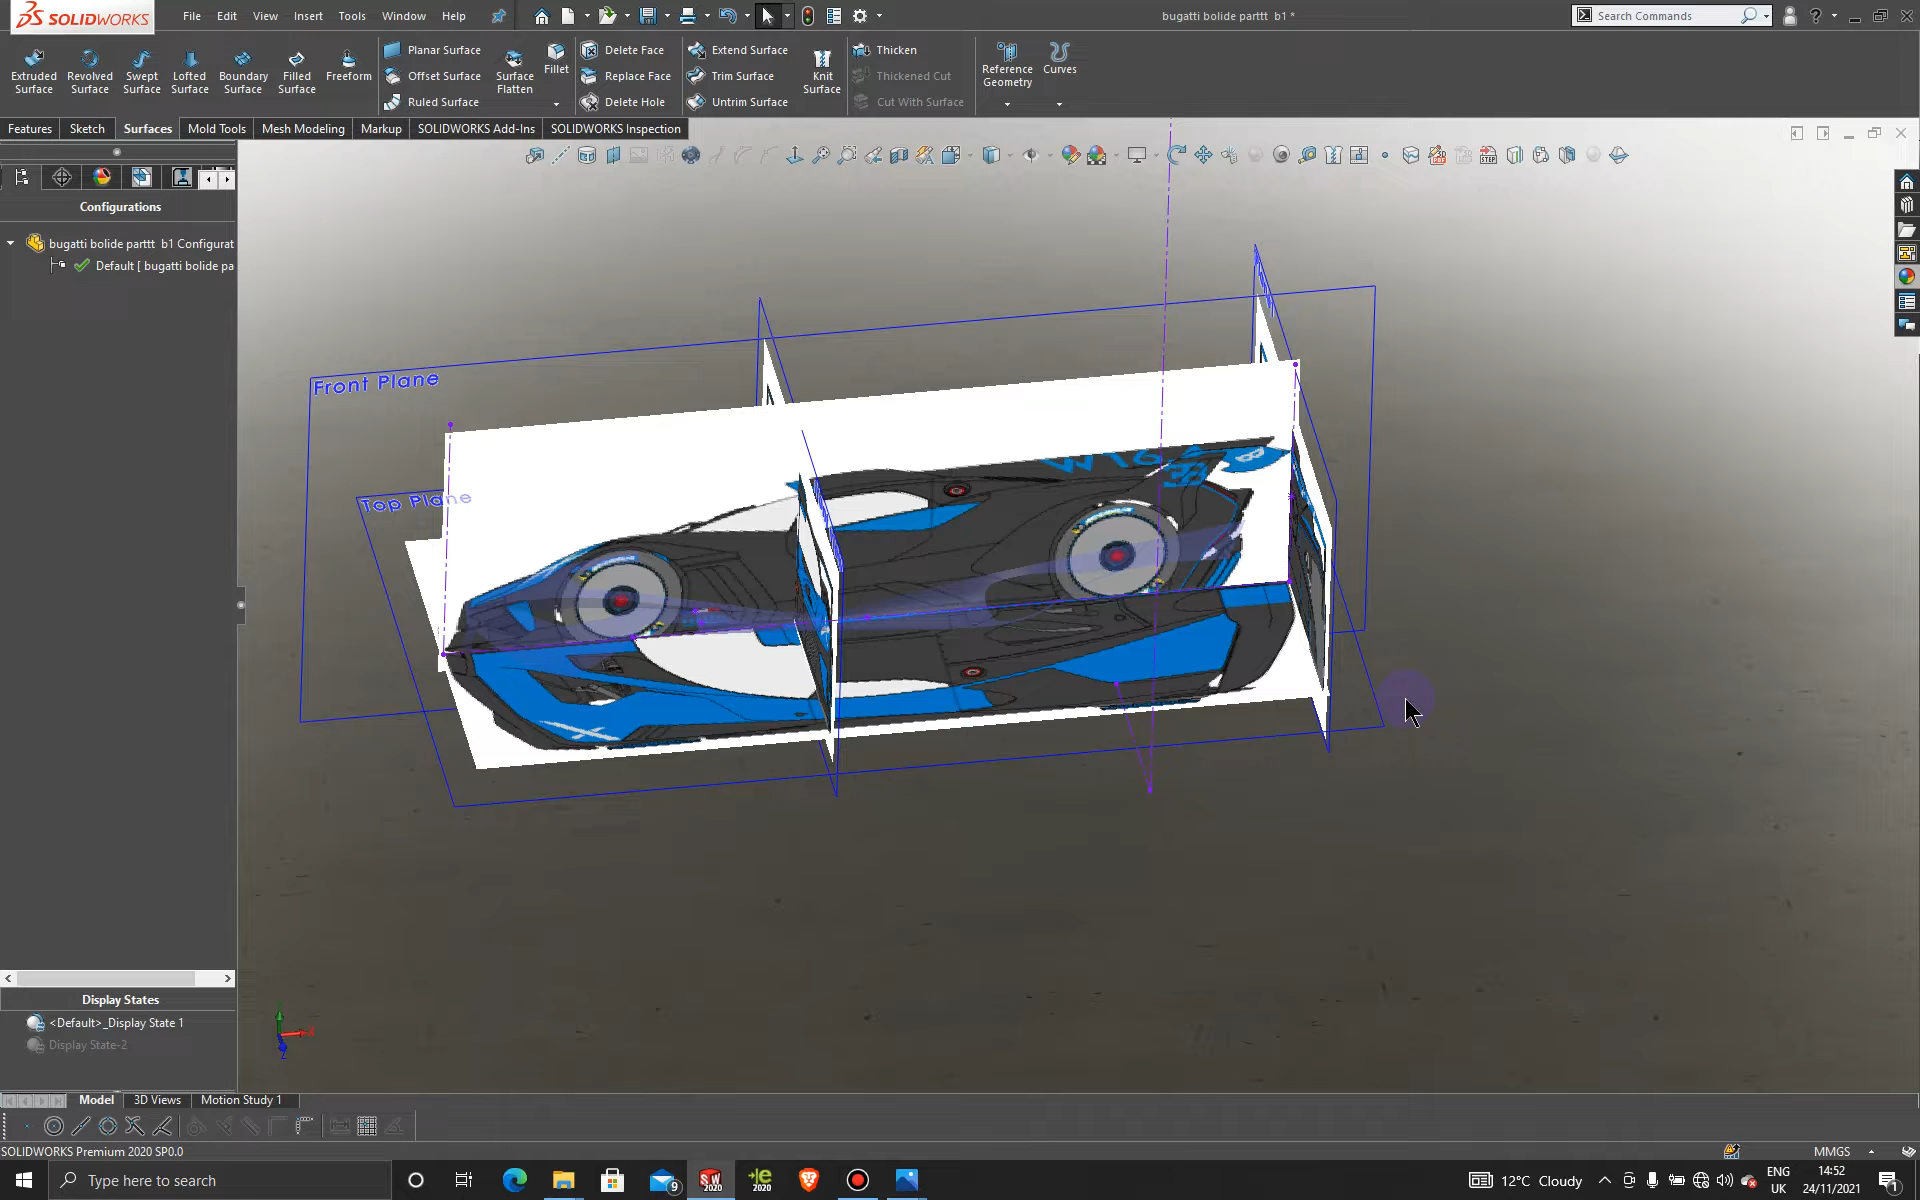 SOLIDWORKS
File Edit View Insert Tools Window Help
bugatti bolide parttt b1 *
Search Commands
Extruded Surface
Revolved Surface
Swept Surface
Lofted Surface
Boundary Surface
Filled Surface
Freeform
Planar Surface
Offset Surface
Ruled Surface
Surface Flatten
Fillet
Delete Face
Replace Face
Delete Hole
Extend Surface
Trim Surface
Untrim Surface
Knit Surface
Thicken
Thickened Cut
Cut With Surface
Reference Geometry
Curves
Features Sketch Surfaces Mold Tools Mesh Modeling Markup SOLIDWORKS Add-Ins SOLIDWORKS Inspection
Configurations
bugatti bolide parttt b1 Configurat
Default [ bugatti bolide pa
Front Plane
Top Plane
W16
Display States
<Default>_Display State 1
Display State-2
Model 3D Views Motion Study 1
SOLIDWORKS Premium 2020 SP0.0
MMGS
Type here to search
12°C Cloudy
ENG
UK
14:52
24/11/2021